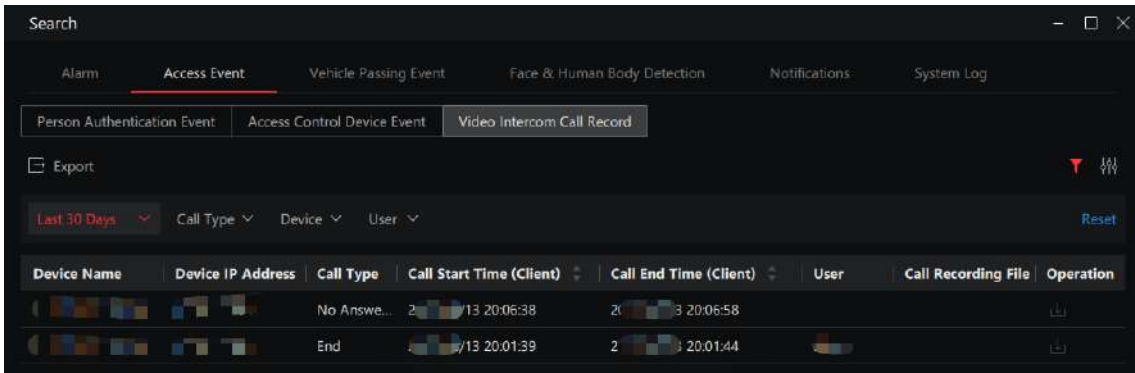 Search
Alarm Access Event Vehicle Passing Event Face & Human Body Detection Notifications System Log
Person Authentication Event Access Control Device Event Video Intercom Call Record
Export
Last 30 Days Call Type Device User Reset
Device Name Device IP Address Call Type Call Start Time (Client) Call End Time (Client) User Call Recording File Operation
No Answe... 2 /13 20:06:38 20:06:58
End /13 20:01:39 2 20:01:44